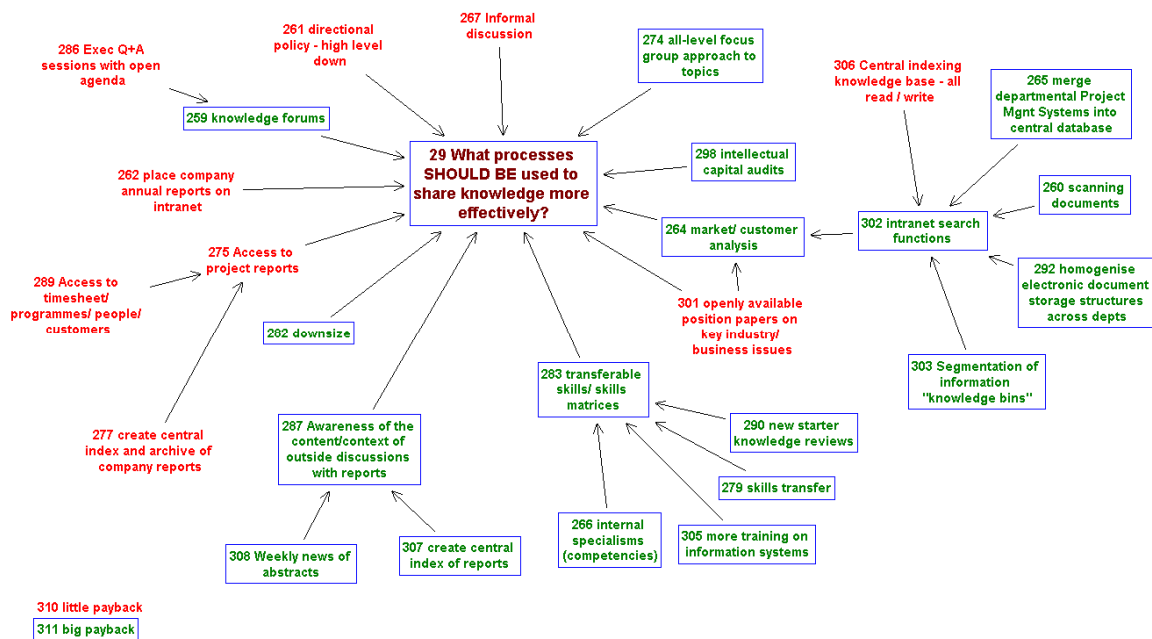 286 Exec Q+A
sessions with open
agenda
261 directional
policy - high level
down
267 Informal
discussion
274 all-level focus
group approach to
topics
306 Central indexing
knowledge base - all
read / write
265 merge
departmental Project
Mgnt Systems into
central database
259 knowledge forums
29 What processes
SHOULD BE used to
share knowledge more
effectively?
298 intellectual
capital audits
262 place company
annual reports on
intranet
260 scanning
documents
264 market/ customer
analysis
302 intranet search
functions
275 Access to
project reports
289 Access to
timesheet/
programmes/ people/
customers
292 homogenise
electronic document
storage structures
across depts
301 openly available
position papers on
key industry/
business issues
282 downsize
283 transferable
skills/ skills
matrices
303 Segmentation of
information
"knowledge bins"
277 create central
index and archive of
company reports
287 Awareness of the
content/context of
outside discussions
with reports
290 new starter
knowledge reviews
279 skills transfer
266 internal
specialisms
(competencies)
305 more training on
information systems
308 Weekly news of
abstracts
307 create central
index of reports
310 little payback
311 big payback